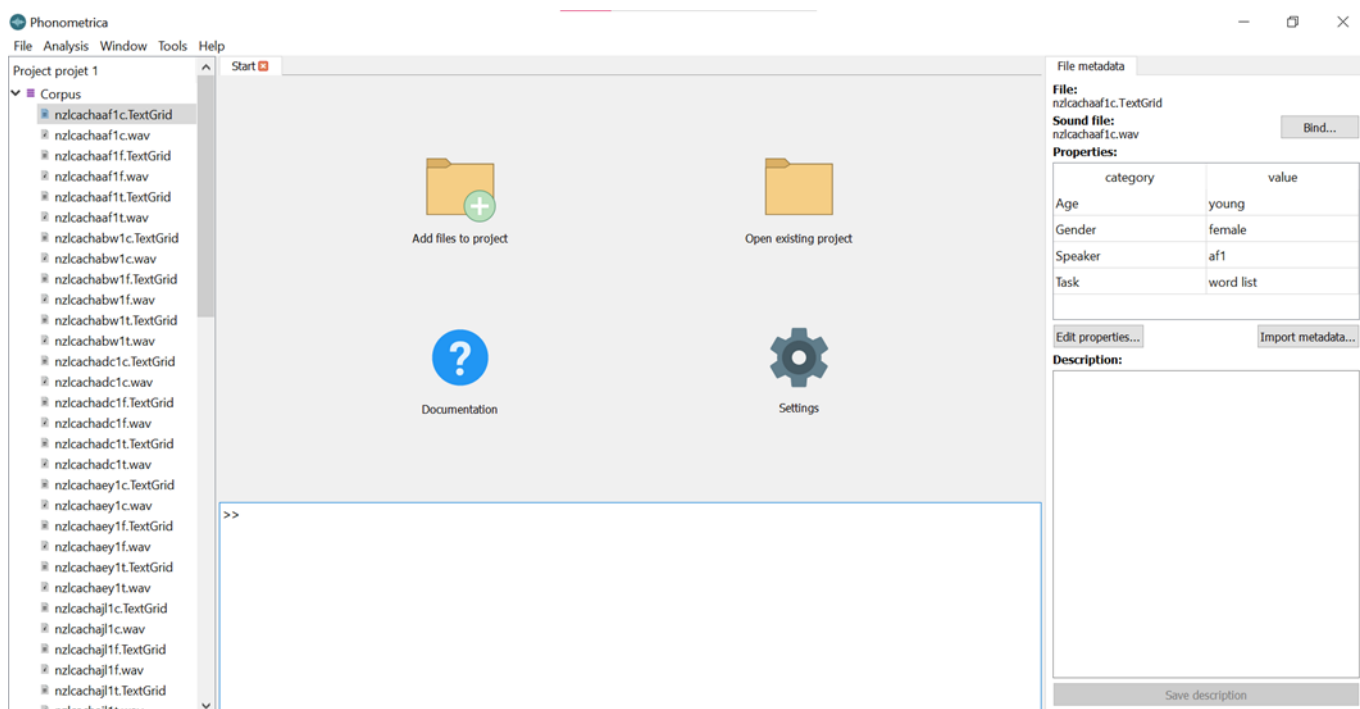 Phonometrica
File Analysis Window Tools Help
Project projet 1
Corpus
nzlcachaaf1c.TextGrid
nzlcachaaf1c.wav
nzlcachaaf1f.TextGrid
nzlcachaaf1f.wav
nzlcachaaf1t.TextGrid
nzlcachaaf1t.wav
nzlcachabw1c.TextGrid
nzlcachabw1c.wav
nzlcachabw1f.TextGrid
nzlcachabw1f.wav
nzlcachabw1t.TextGrid
nzlcachabw1t.wav
nzlcachadc1c.TextGrid
nzlcachadc1c.wav
nzlcachadc1f.TextGrid
nzlcachadc1f.wav
nzlcachadc1t.TextGrid
nzlcachadc1t.wav
nzlcachaey1c.TextGrid
nzlcachaey1c.wav
nzlcachaey1f.TextGrid
nzlcachaey1f.wav
nzlcachaey1t.TextGrid
nzlcachaey1t.wav
nzlcachajl1c.TextGrid
nzlcachajl1c.wav
nzlcachajl1f.TextGrid
nzlcachajl1f.wav
nzlcachajl1t.TextGrid
Start
Add files to project
Open existing project
Documentation
Settings
>>
File metadata
File:
nzlcachaaf1c.TextGrid
Sound file:
nzlcachaaf1c.wav
Bind...
Properties:
category value
Age young
Gender female
Speaker af1
Task word list
Edit properties... Import metadata...
Description:
Save description